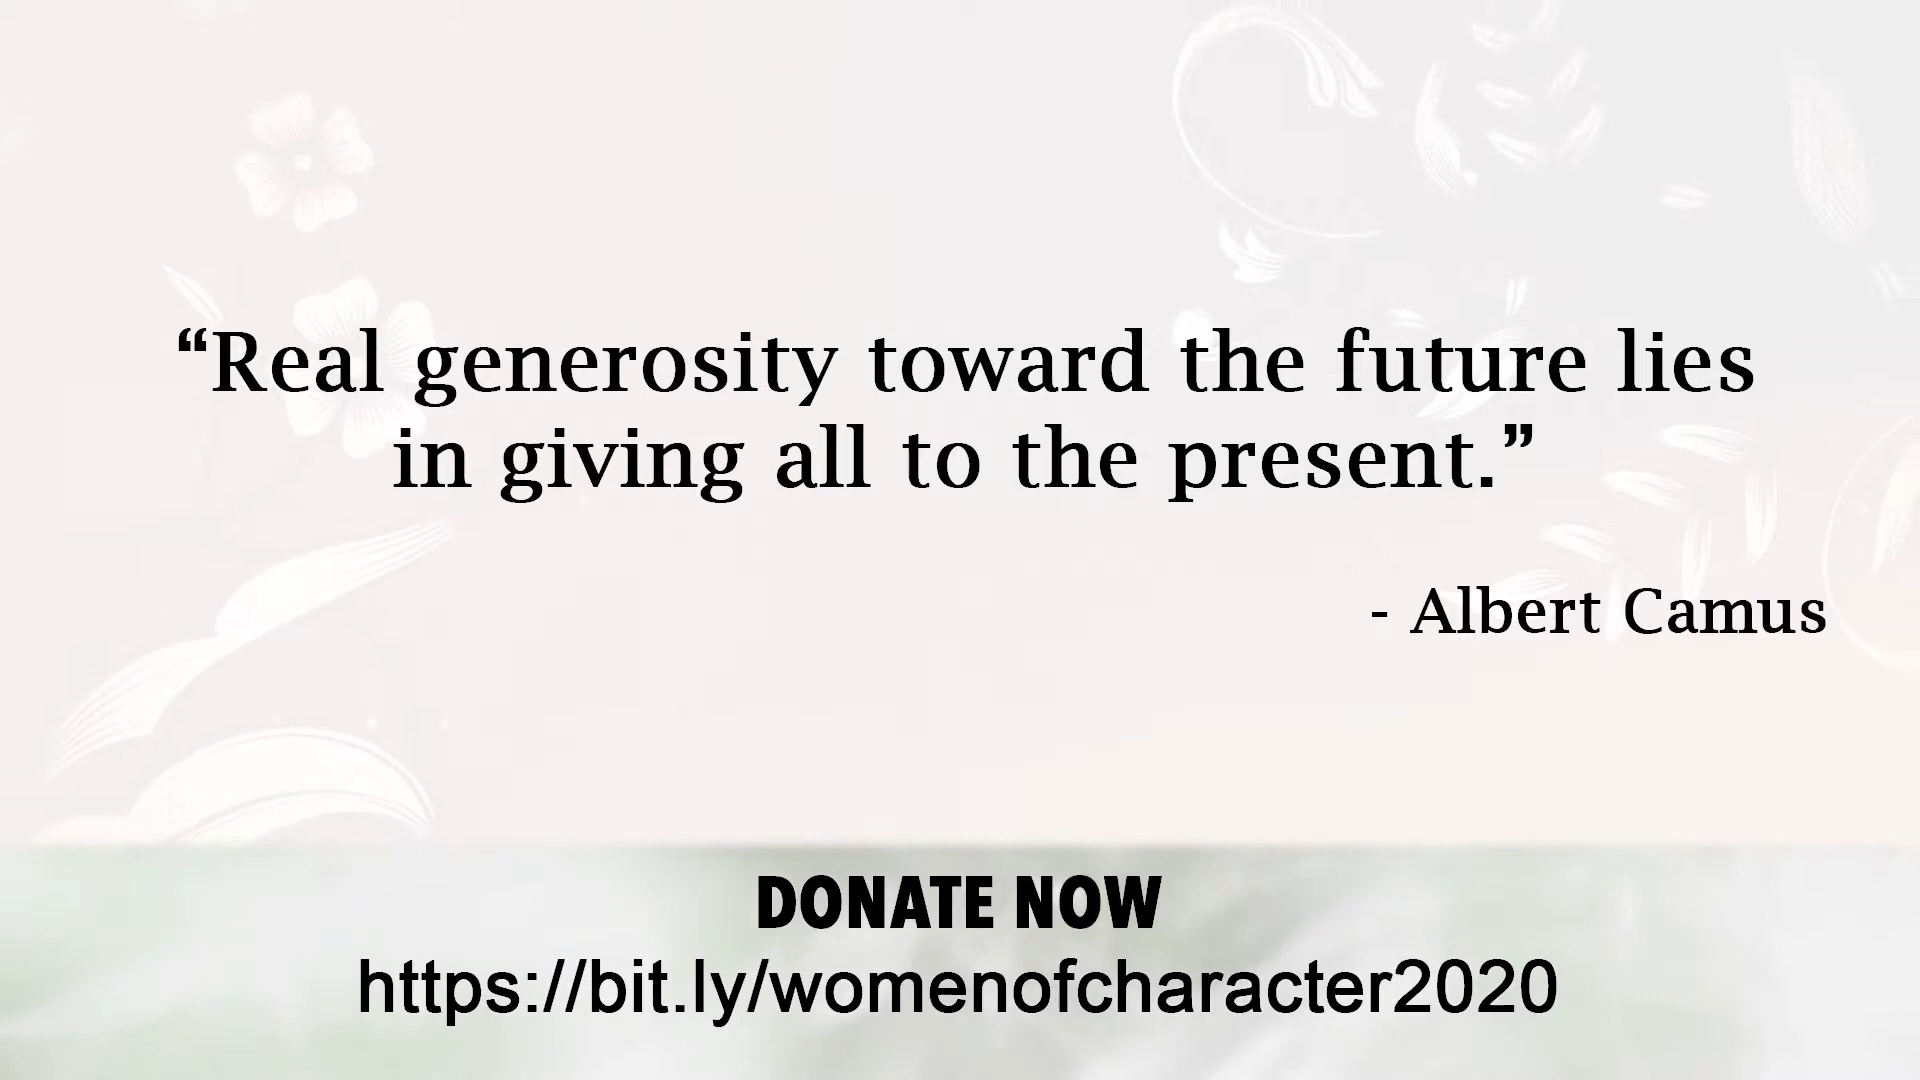 “Real generosity toward the future lies
in giving all to the present.”
- Albert Camus
DONATE NOW
https://bit.ly/womenofcharacter2020